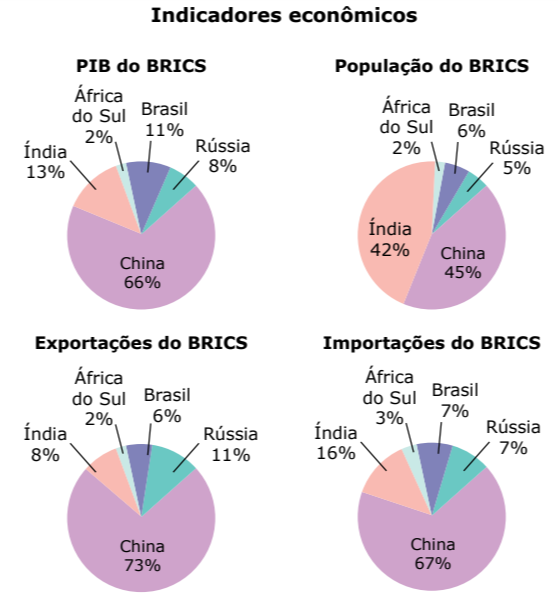 Indicadores econômicos
PIB do BRICS
África
do Sul
2%
Brasil
11%
Rússia
8%
Índia
13%
China
66%
População do BRICS
África
do Sul
2%
Brasil
6%
Rússia
5%
Índia
42%
China
45%
Exportações do BRICS
África
do Sul
2%
Brasil
6%
Rússia
11%
Índia
8%
China
73%
Importações do BRICS
África
do Sul
3%
Brasil
7%
Rússia
7%
Índia
16%
China
67%